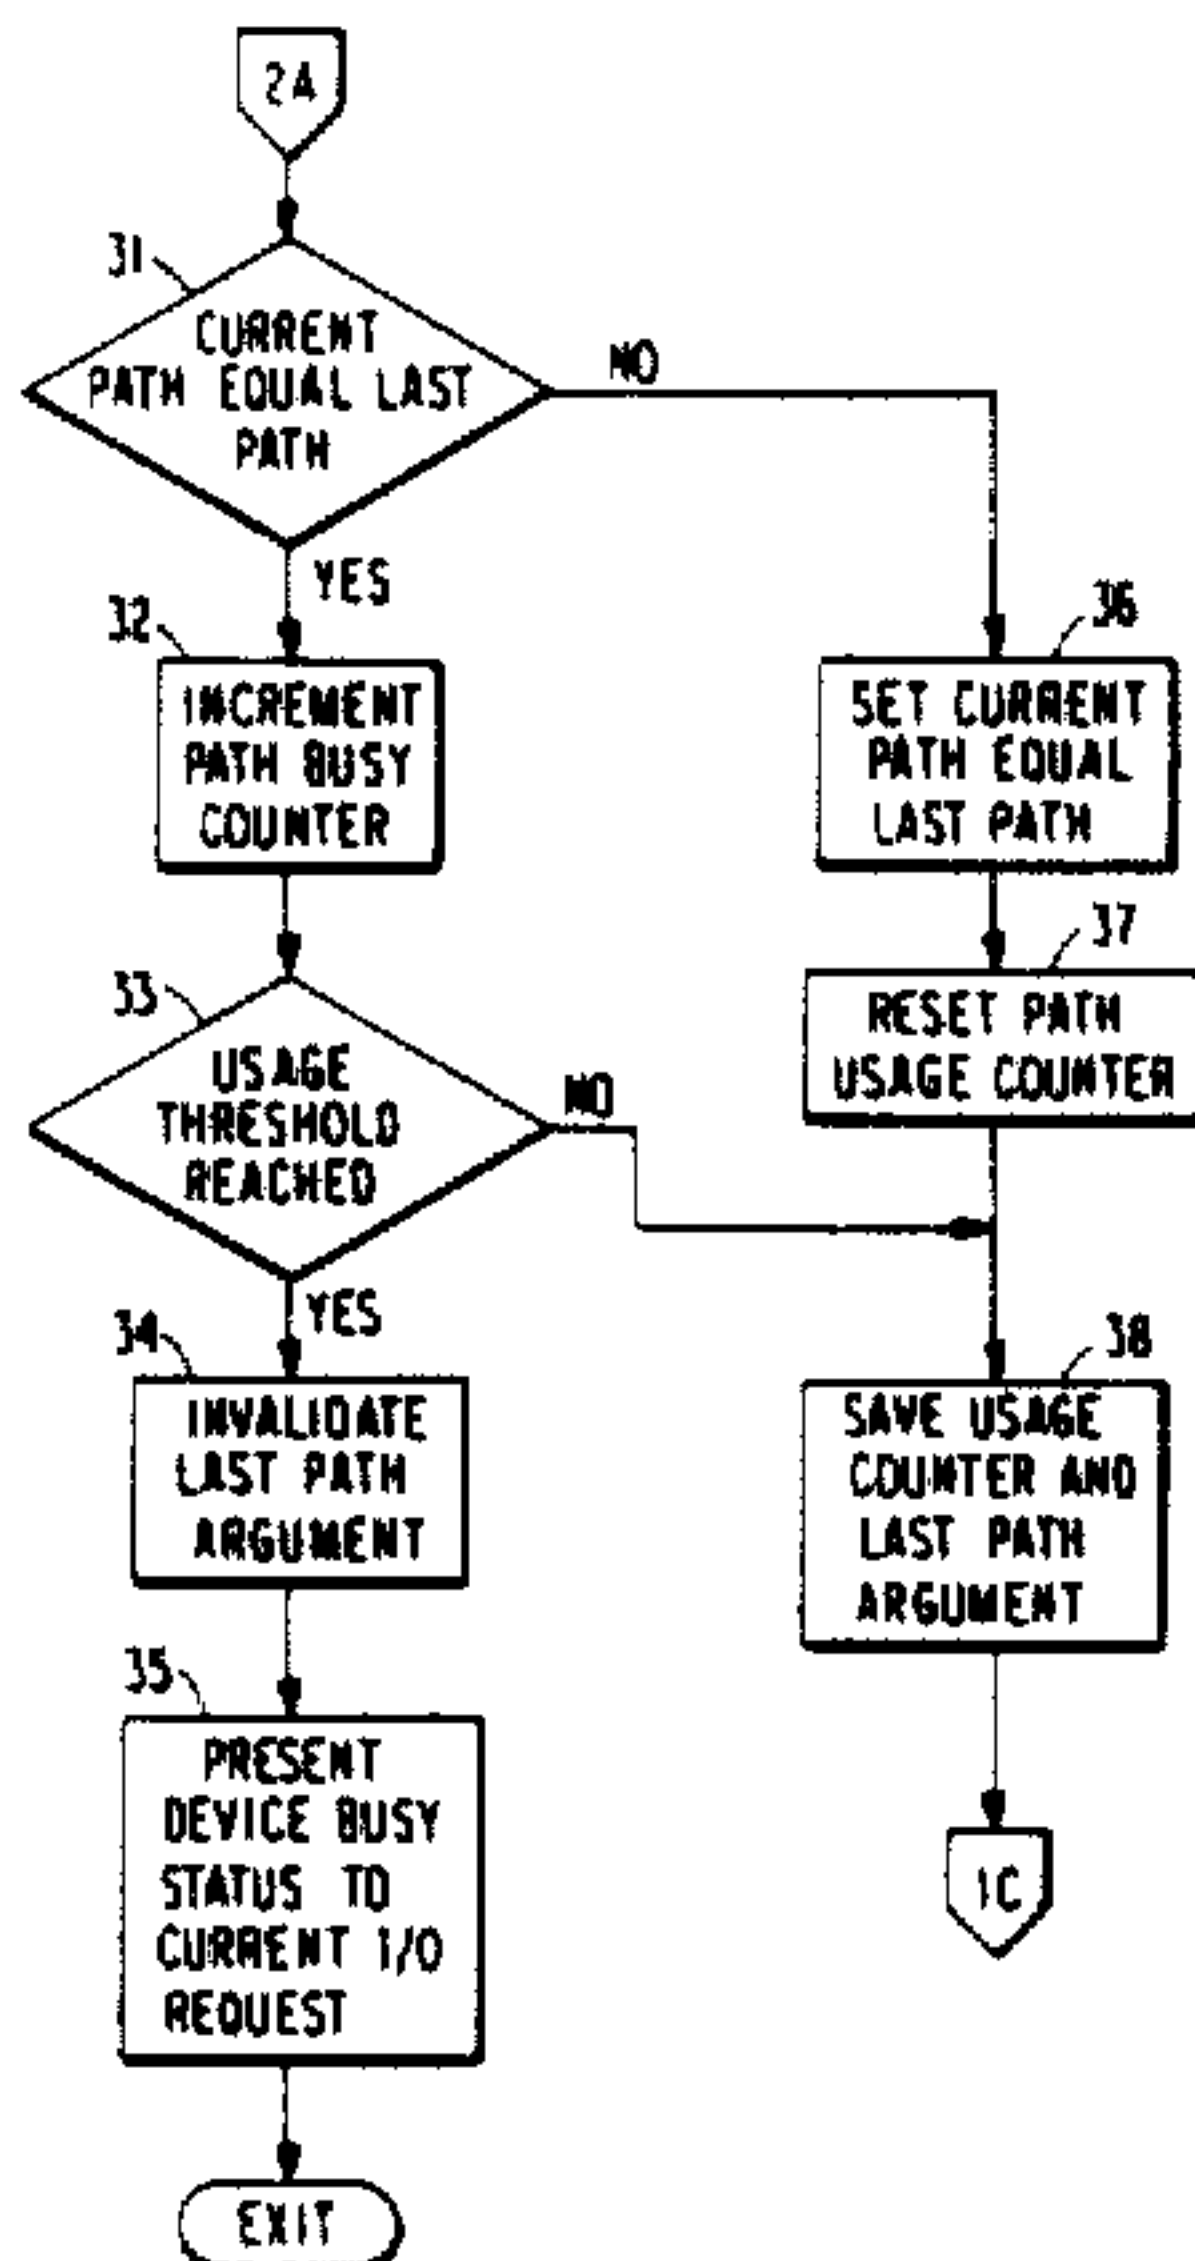 2A
31
CURRENT
PATH EQUAL LAST
PATH
NO
YES
32
INCREMENT
PATH BUSY
COUNTER
36
SET CURRENT
PATH EQUAL
LAST PATH
37
RESET PATH
USAGE COUNTER
33
USAGE
THRESHOLD
REACHED
NO
YES
34
INVALIDATE
LAST PATH
ARGUMENT
38
SAVE USAGE
COUNTER AND
LAST PATH
ARGUMENT
35
PRESENT
DEVICE BUSY
STATUS TO
CURRENT I/O
REQUEST
1C
EXIT